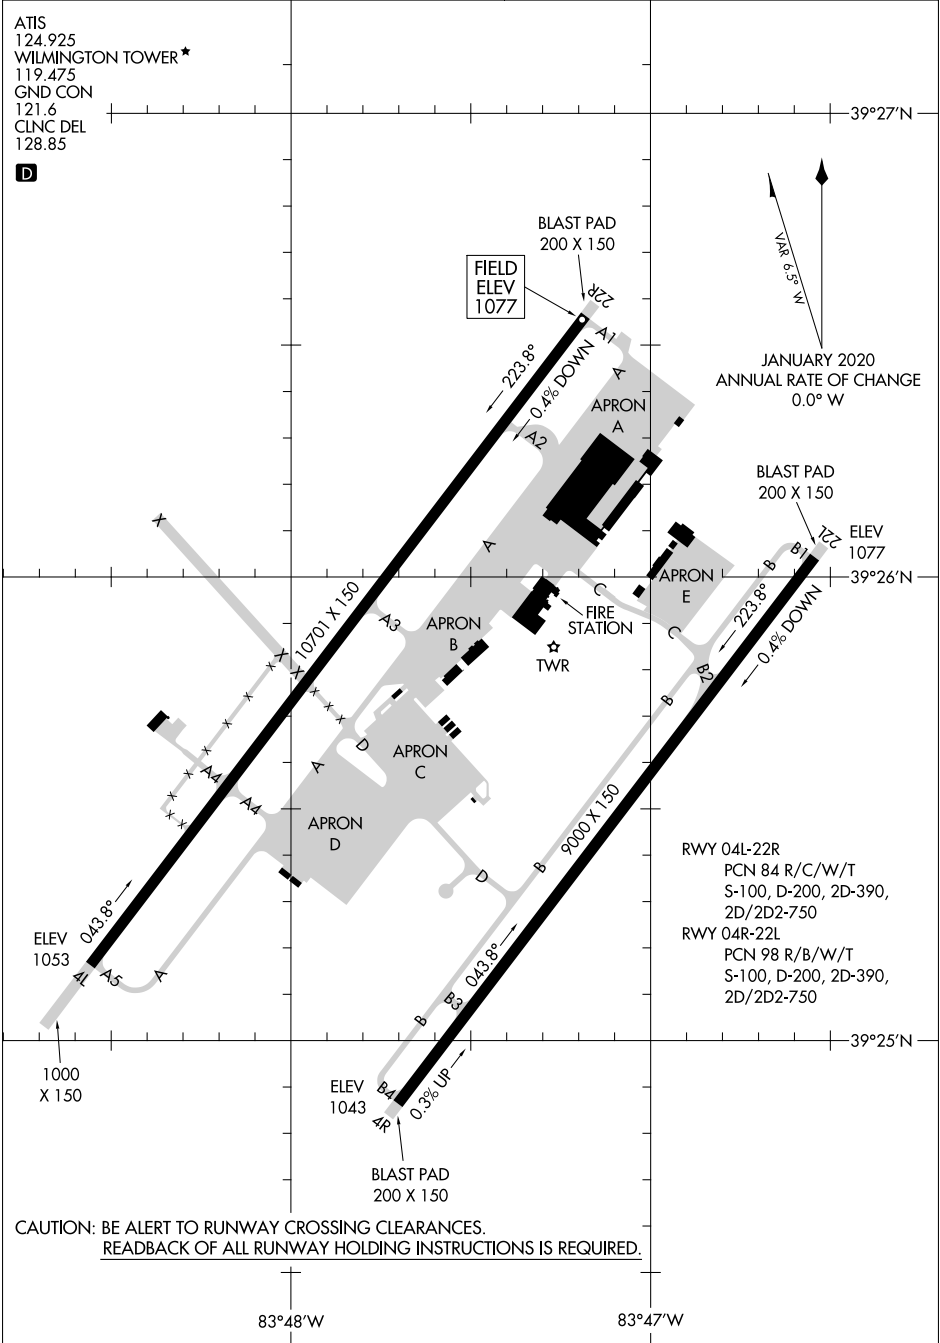 ATIS
124.925
WILMINGTON TOWER★
119.475
GND CON
121.6
CLNC DEL
128.85
D
39°27'N
VAR 6.5° W
JANUARY 2020
ANNUAL RATE OF CHANGE
0.0° W
BLAST PAD
200 X 150
FIELD
ELEV
1077
22R
A1
223.8°
0.4% DOWN
A
APRON
A
A2
BLAST PAD
200 X 150
22L
ELEV
1077
X
A
B1
B
39°26'N
APRON
E
C
FIRE
STATION
223.8°
0.4% DOWN
10701 X 150
A3
APRON
B
TWR
C
B2
X
X
X
X
X
X
X
X
X
X
X
X
X
B
D
APRON
C
A
A4
A4
APRON
D
9000 X 150
B
D
RWY 04L-22R
PCN 84 R/C/W/T
S-100, D-200, 2D-390,
2D/2D2-750
RWY 04R-22L
PCN 98 R/B/W/T
S-100, D-200, 2D-390,
2D/2D2-750
043.8°
ELEV
1053
4L
A5
A
043.8°
B3
B
39°25'N
1000
X 150
ELEV
1043
B4
4R
0.3% UP
BLAST PAD
200 X 150
CAUTION: BE ALERT TO RUNWAY CROSSING CLEARANCES.
READBACK OF ALL RUNWAY HOLDING INSTRUCTIONS IS REQUIRED.
83°48'W
83°47'W